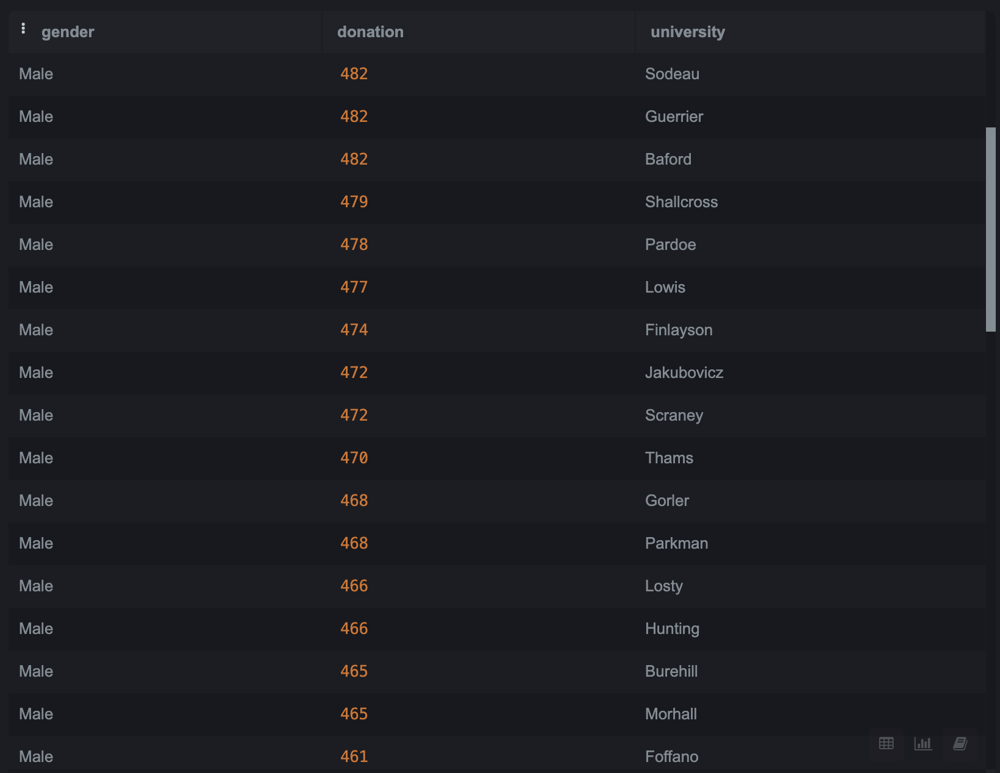 gender donation university
Male 482 Sodeau
Male 482 Guerrier
Male 482 Baford
Male 479 Shallcross
Male 478 Pardoe
Male 477 Lowis
Male 474 Finlayson
Male 472 Jakubovicz
Male 472 Scraney
Male 470 Thams
Male 468 Gorler
Male 468 Parkman
Male 466 Losty
Male 466 Hunting
Male 465 Burehill
Male 465 Morhall
Male 461 Foffano